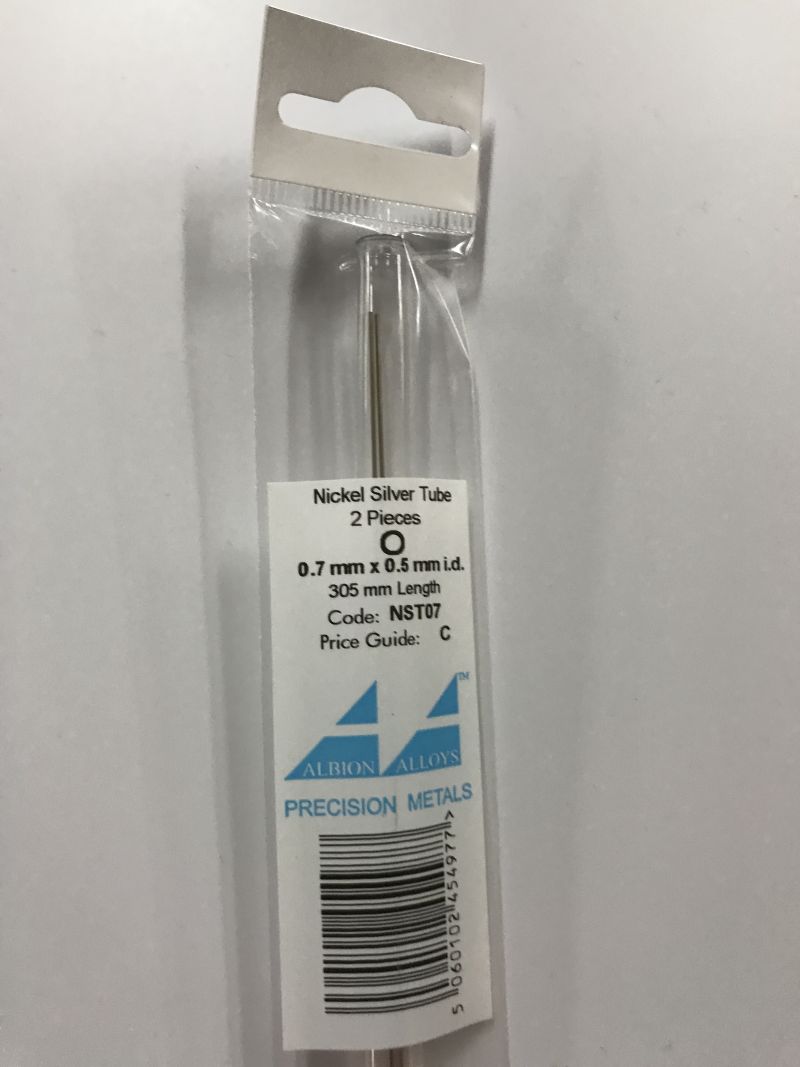 Nickel Silver Tube
2 Pieces
0.7 mm x 0.5 mm i.d.
305 mm Length
Code: NST07
Price Guide: C
TM
ALBION ALLOYS
PRECISION METALS
5 060102 454977 >